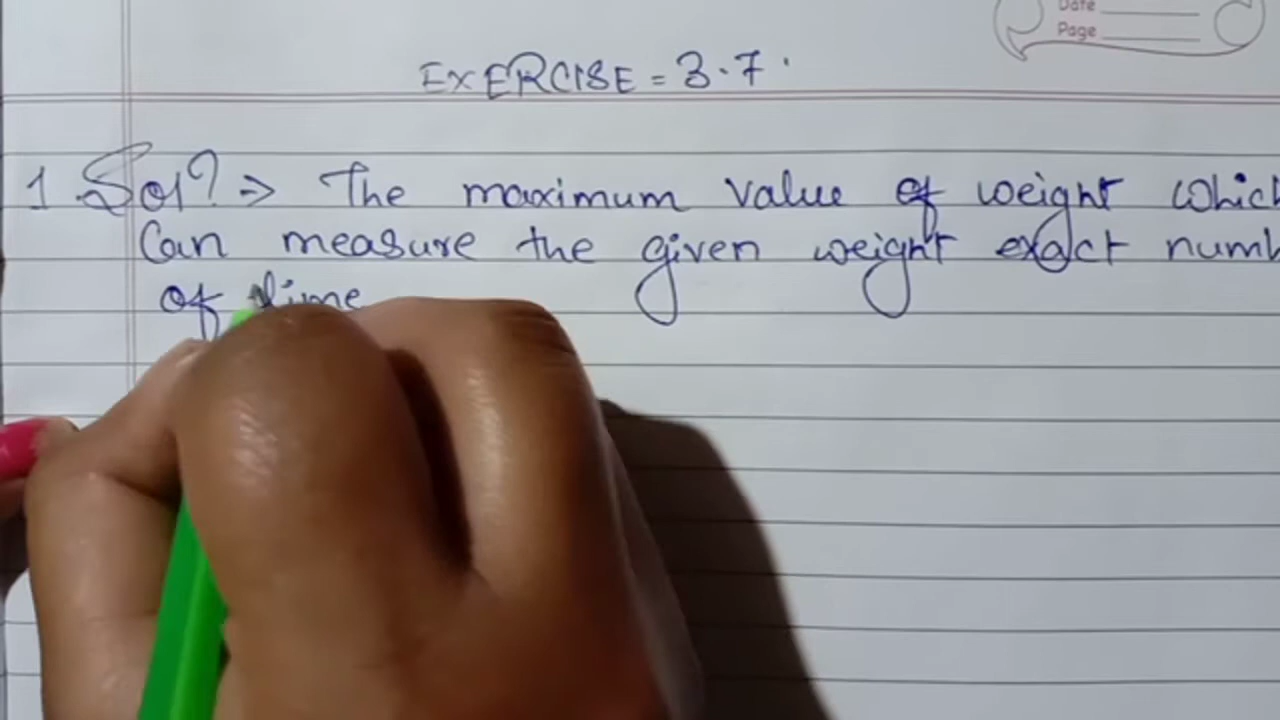 Date
Page
EXERCISE = 3.7.
1 Sol? => The maximum value of weight which
Can measure the given weight exact numb
of time